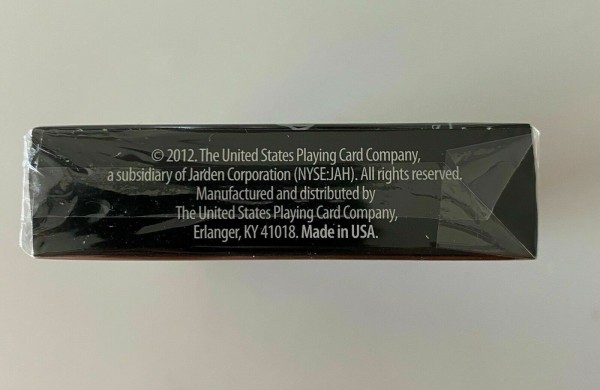 © 2012. The United States Playing Card Company,
a subsidiary of Jarden Corporation (NYSE:JAH). All rights reserved.
Manufactured and distributed by
The United States Playing Card Company,
Erlanger, KY 41018. Made in USA.